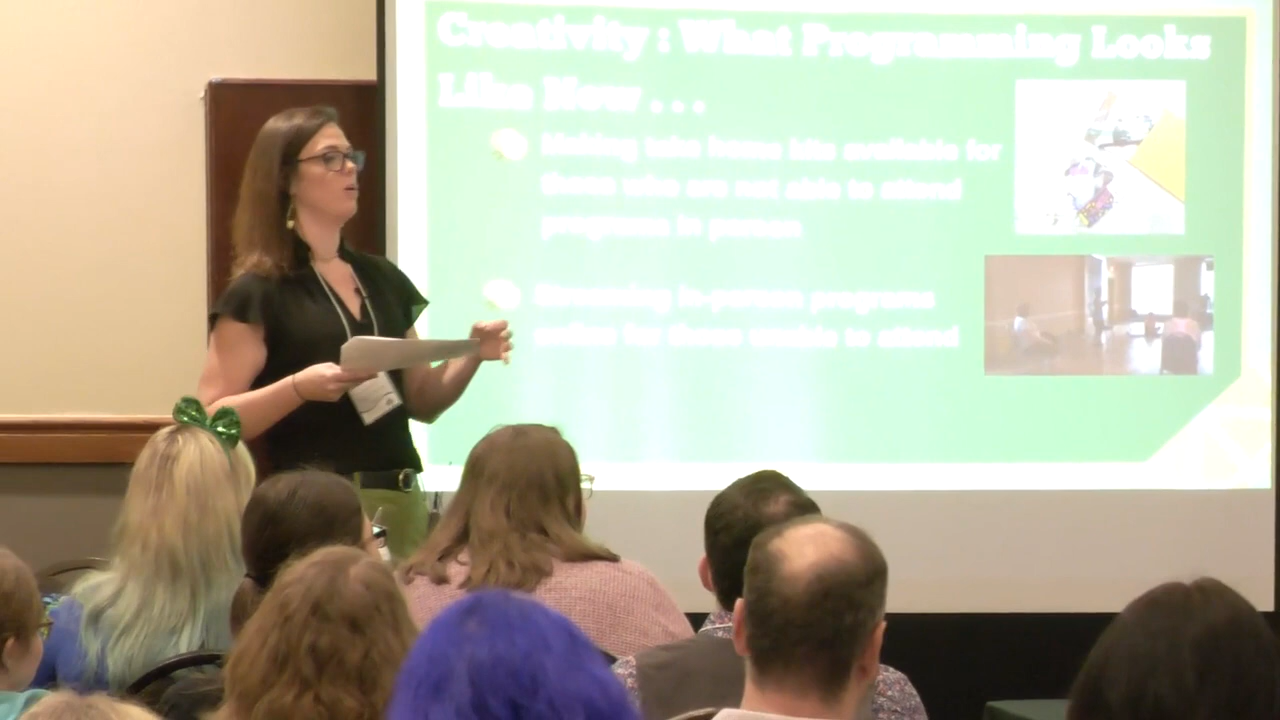 Creativity : What Programming Looks
Like Now . . .
Making take home kits available for
those who are not able to attend
programs in person
Streaming in-person programs
online for those unable to attend